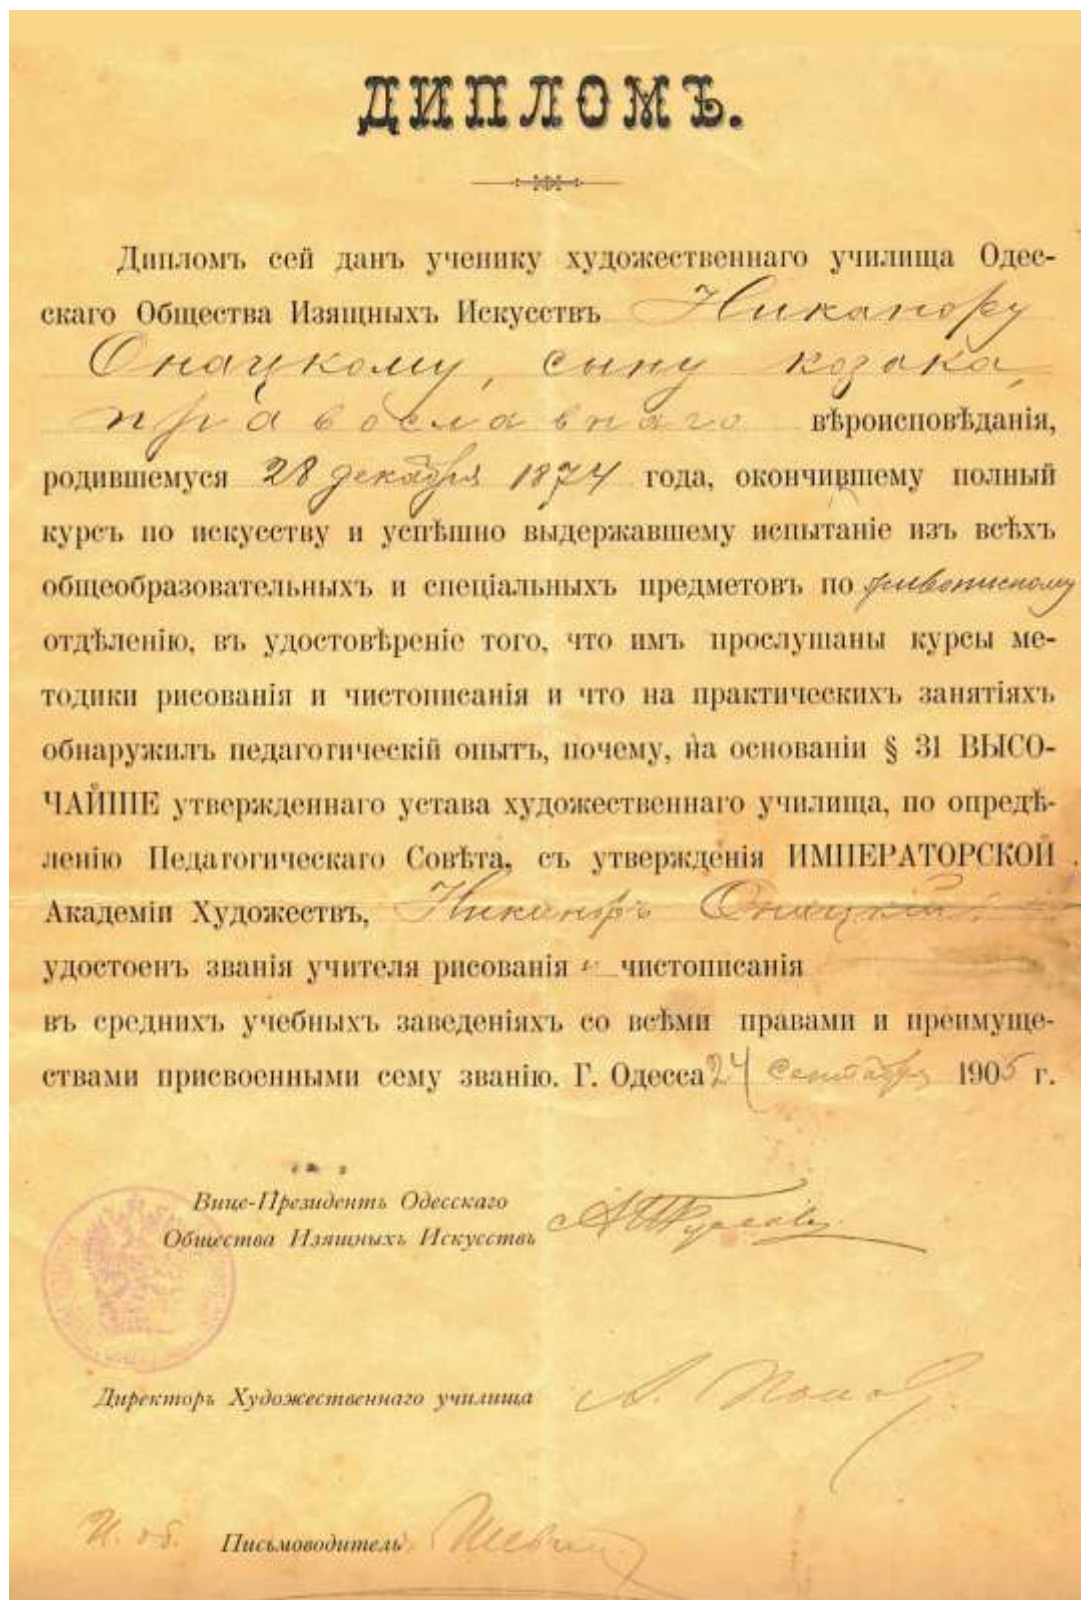 ДИПЛОМЪ.
Дипломъ сей данъ ученику художественнаго училища Одес-
скаго Общества Изящныхъ Искусствъ Никанору
Онацкому, сыну козака,
православнаго вѣроисповѣданія,
родившемуся 28 декабря 1874 года, окончившему полный
курсъ по искусству и успѣшно выдержавшему испытаніе изъ всѣхъ
общеобразовательныхъ и спеціальныхъ предметовъ по живописному
отдѣленію, въ удостовѣреніе того, что имъ прослушаны курсы ме-
тодики рисованія и чистописанія и что на практическихъ занятіяхъ
обнаружилъ педагогическій опытъ, почему, на основаніи § 31 ВЫСО-
ЧАЙШЕ утвержденнаго устава художественнаго училища, по опредѣ-
ленію Педагогическаго Совѣта, съ утвержденія ИМПЕРАТОРСКОЙ
Академіи Художествъ, Никаноръ Онацкій
удостоенъ званія учителя рисованія и чистописанія
въ среднихъ учебныхъ заведеніяхъ со всѣми правами и преимуще-
ствами присвоенными сему званію. Г. Одесса 24 сентября 1905 г.
Вице-Президентъ Одесскаго
Общества Изящныхъ Искусствъ
Директоръ Художественнаго училища А. Попов
И. об. Письмоводитель